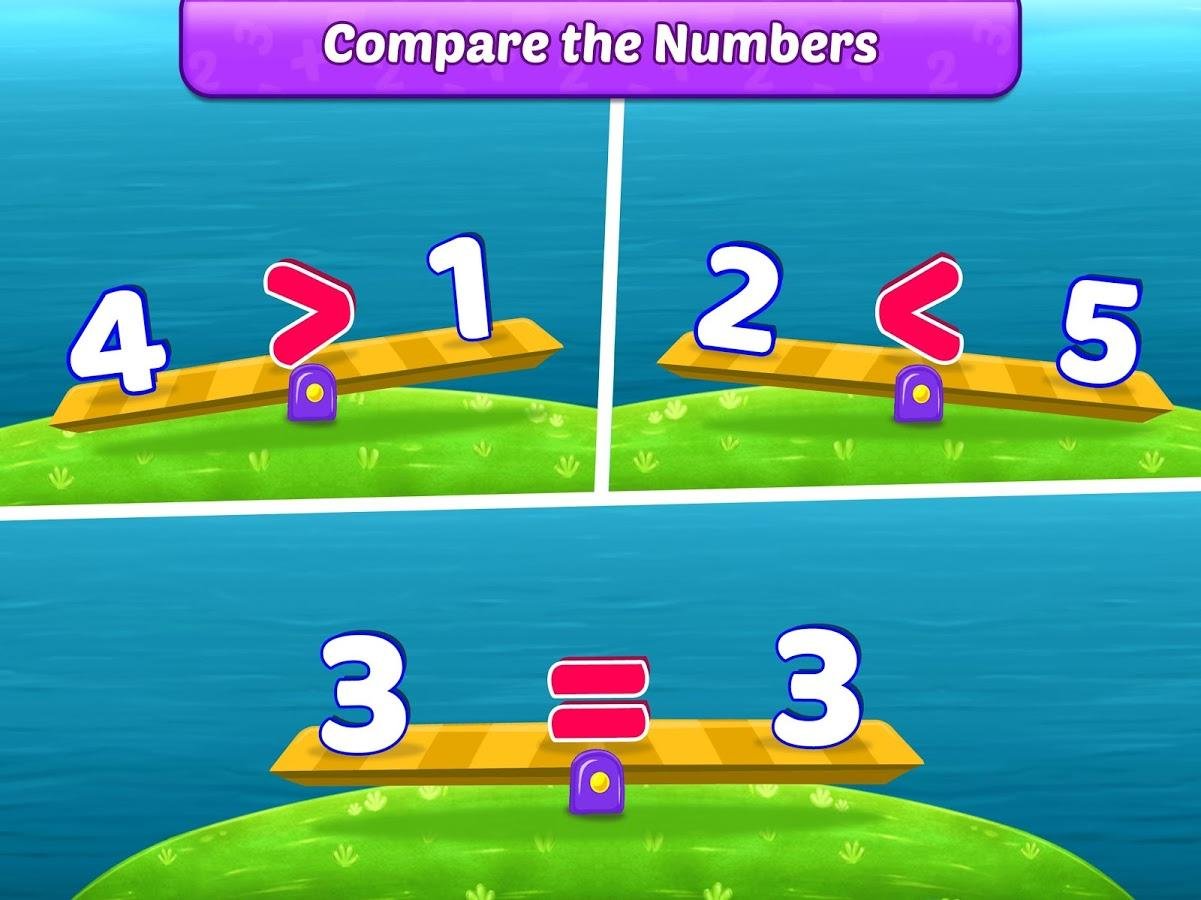 Compare the Numbers
4 > 1
2 < 5
3 = 3